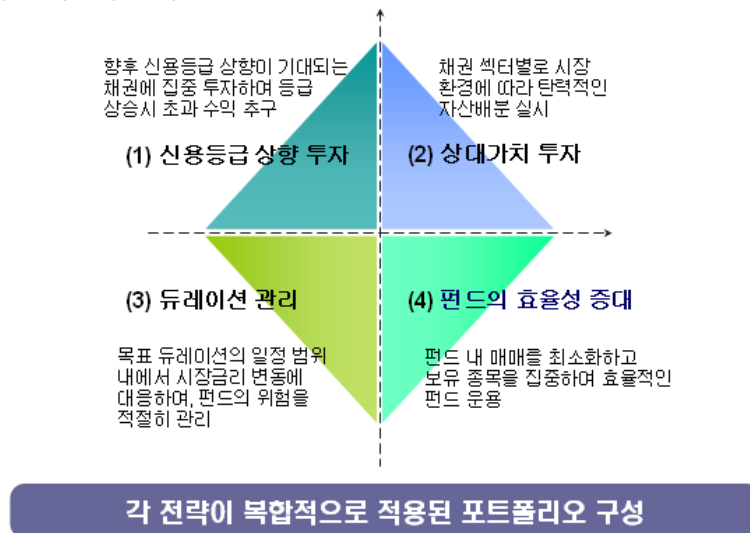 향후 신용등급 상향이 기대되는
채권에 집중 투자하며 등급
상승시 초과 수익 추구
(1) 신용등급 상향 투자
채권 섹터별로 시장
환경에 따라 탄력적인
자산배분 실시
(2) 상대가치 투자
(3) 듀레이션 관리
목표 듀레이션의 일정 범위
내에서 시장금리 변동에
대응하며, 펀드의 위험을
적절히 관리
(4) 펀드의 효율성 증대
펀드 내 매매를 최소화하고
보유 종목을 집중하며 효율적인
펀드 운용
각 전략이 복합적으로 적용된 포트폴리오 구성